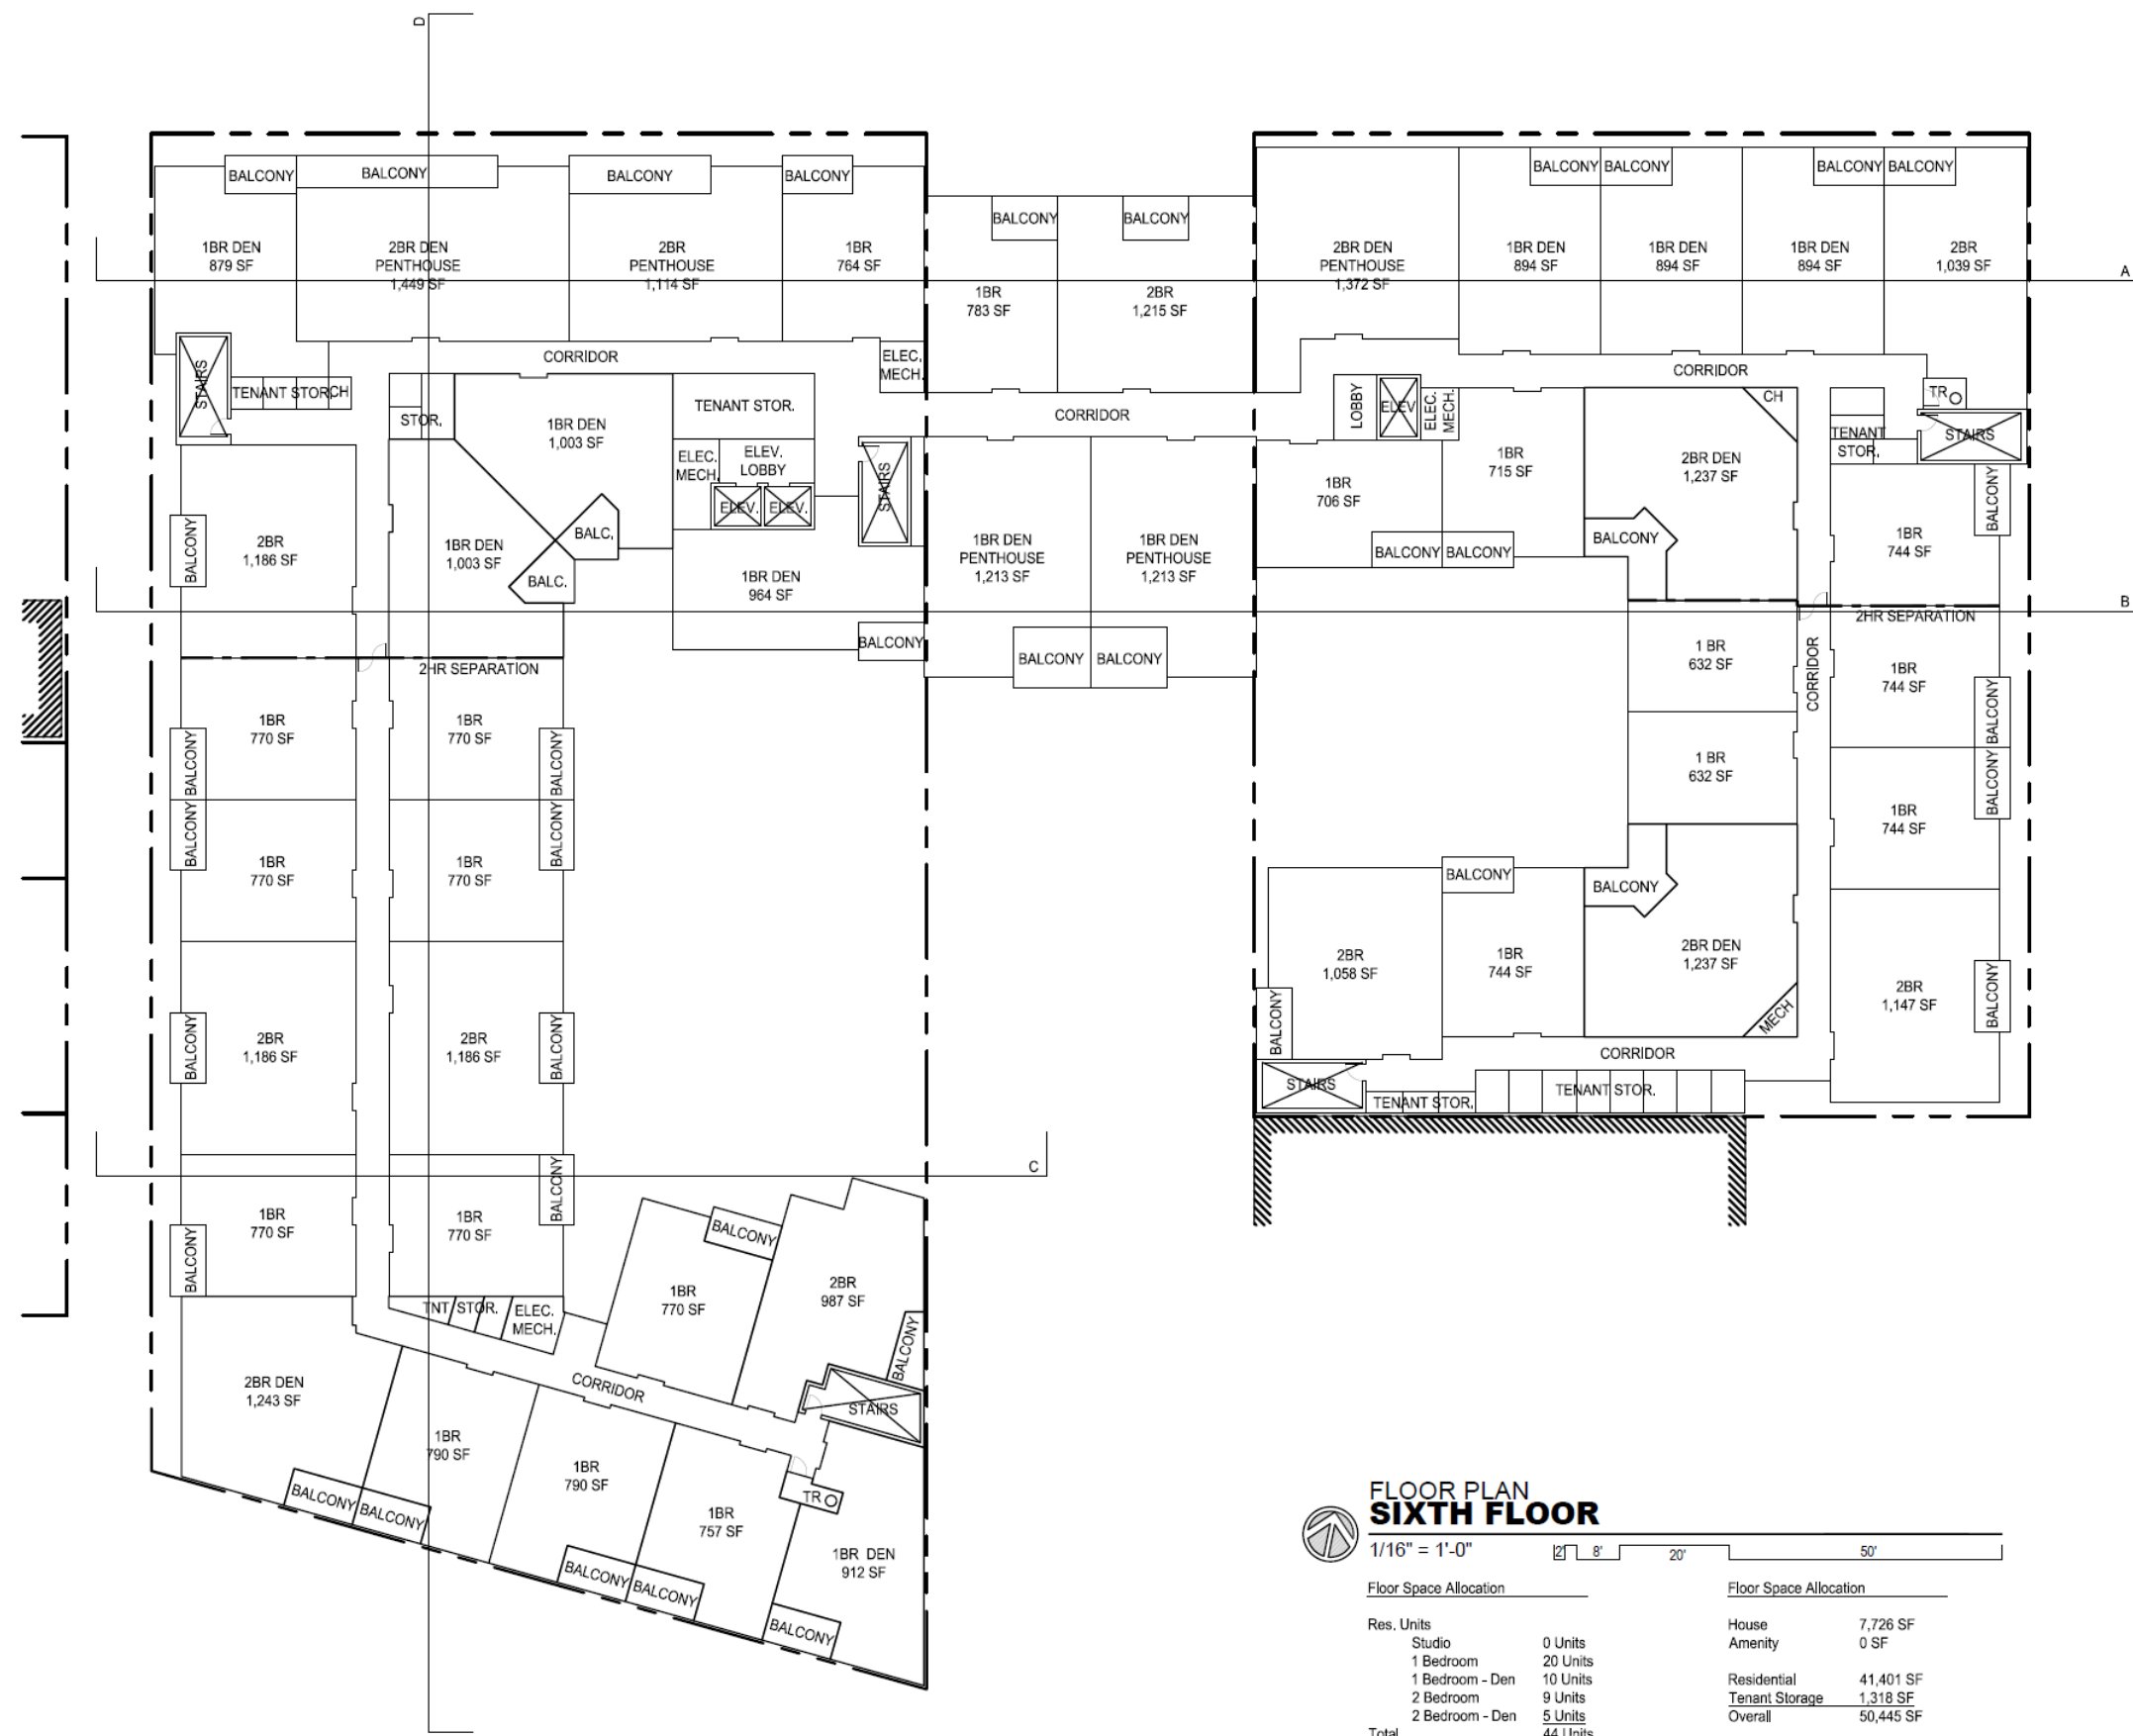 D
BALCONY
BALCONY
BALCONY
BALCONY
1BR DEN
879 SF
2BR DEN
PENTHOUSE
1,449 SF
2BR
PENTHOUSE
1,114 SF
1BR
764 SF
BALCONY
BALCONY
1BR
783 SF
2BR
1,215 SF
BALCONY
BALCONY
BALCONY
BALCONY
2BR DEN
PENTHOUSE
1,372 SF
1BR DEN
894 SF
1BR DEN
894 SF
1BR DEN
894 SF
2BR
1,039 SF
A
STAIRS
TENANT STOR.
CH
CORRIDOR
ELEC.
MECH.
STOR.
1BR DEN
1,003 SF
TENANT STOR.
ELEC.
MECH.
ELEV.
LOBBY
ELEV.
ELEV.
STAIRS
CORRIDOR
LOBBY
ELEV
ELEC.
MECH.
CORRIDOR
CH
TR
TENANT
STOR.
STAIRS
BALCONY
2BR
1,186 SF
1BR DEN
1,003 SF
BALC.
BALC.
1BR DEN
964 SF
BALCONY
1BR DEN
PENTHOUSE
1,213 SF
1BR DEN
PENTHOUSE
1,213 SF
BALCONY
BALCONY
1BR
706 SF
1BR
715 SF
BALCONY
BALCONY
2BR DEN
1,237 SF
BALCONY
1BR
744 SF
BALCONY
B
2HR SEPARATION
2HR SEPARATION
1BR
770 SF
BALCONY
1BR
770 SF
BALCONY
1 BR
632 SF
CORRIDOR
1BR
744 SF
BALCONY
1 BR
632 SF
1BR
744 SF
BALCONY
BALCONY
1BR
770 SF
1BR
770 SF
BALCONY
BALCONY
2BR
1,186 SF
2BR
1,186 SF
BALCONY
BALCONY
BALCONY
2BR
1,058 SF
BALCONY
1BR
744 SF
2BR DEN
1,237 SF
MECH
2BR
1,147 SF
BALCONY
CORRIDOR
STAIRS
TENANT STOR.
TENANT STOR.
C
1BR
770 SF
BALCONY
1BR
770 SF
BALCONY
TNT STOR.
ELEC.
MECH.
BALCONY
1BR
770 SF
2BR
987 SF
BALCONY
STAIRS
CORRIDOR
2BR DEN
1,243 SF
BALCONY
BALCONY
1BR
790 SF
1BR
790 SF
BALCONY
BALCONY
1BR
757 SF
TR
1BR DEN
912 SF
BALCONY
FLOOR PLAN
SIXTH FLOOR
1/16" = 1'-0"
2'
8'
20'
50'
Floor Space Allocation
Res. Units
Studio 0 Units
1 Bedroom 20 Units
1 Bedroom - Den 10 Units
2 Bedroom 9 Units
2 Bedroom - Den 5 Units
Total 44 Units
Floor Space Allocation
House 7,726 SF
Amenity 0 SF
Residential 41,401 SF
Tenant Storage 1,318 SF
Overall 50,445 SF